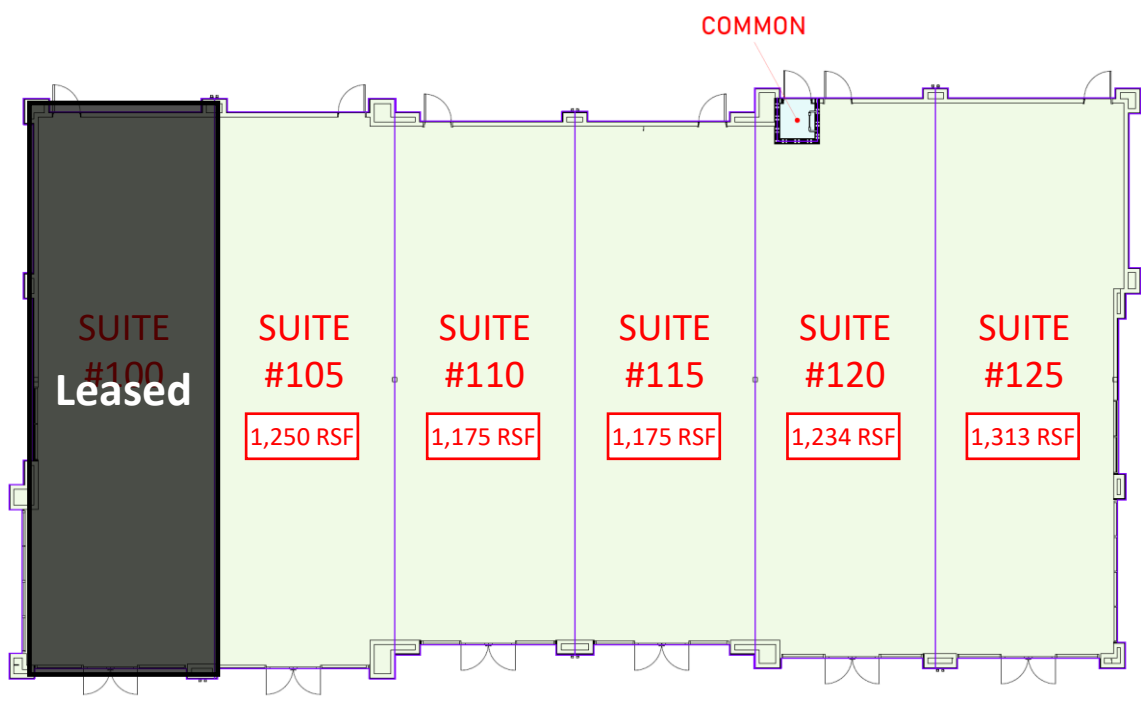 COMMON
SUITE
#100
Leased
SUITE
#105
1,250 RSF
SUITE
#110
1,175 RSF
SUITE
#115
1,175 RSF
SUITE
#120
1,234 RSF
SUITE
#125
1,313 RSF